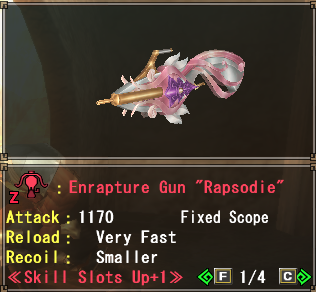 Z : Enrapture Gun "Rapsodie"
Attack : 1170 Fixed Scope
Reload : Very Fast
Recoil : Smaller
≪Skill Slots Up+1≫ F 1/4 C